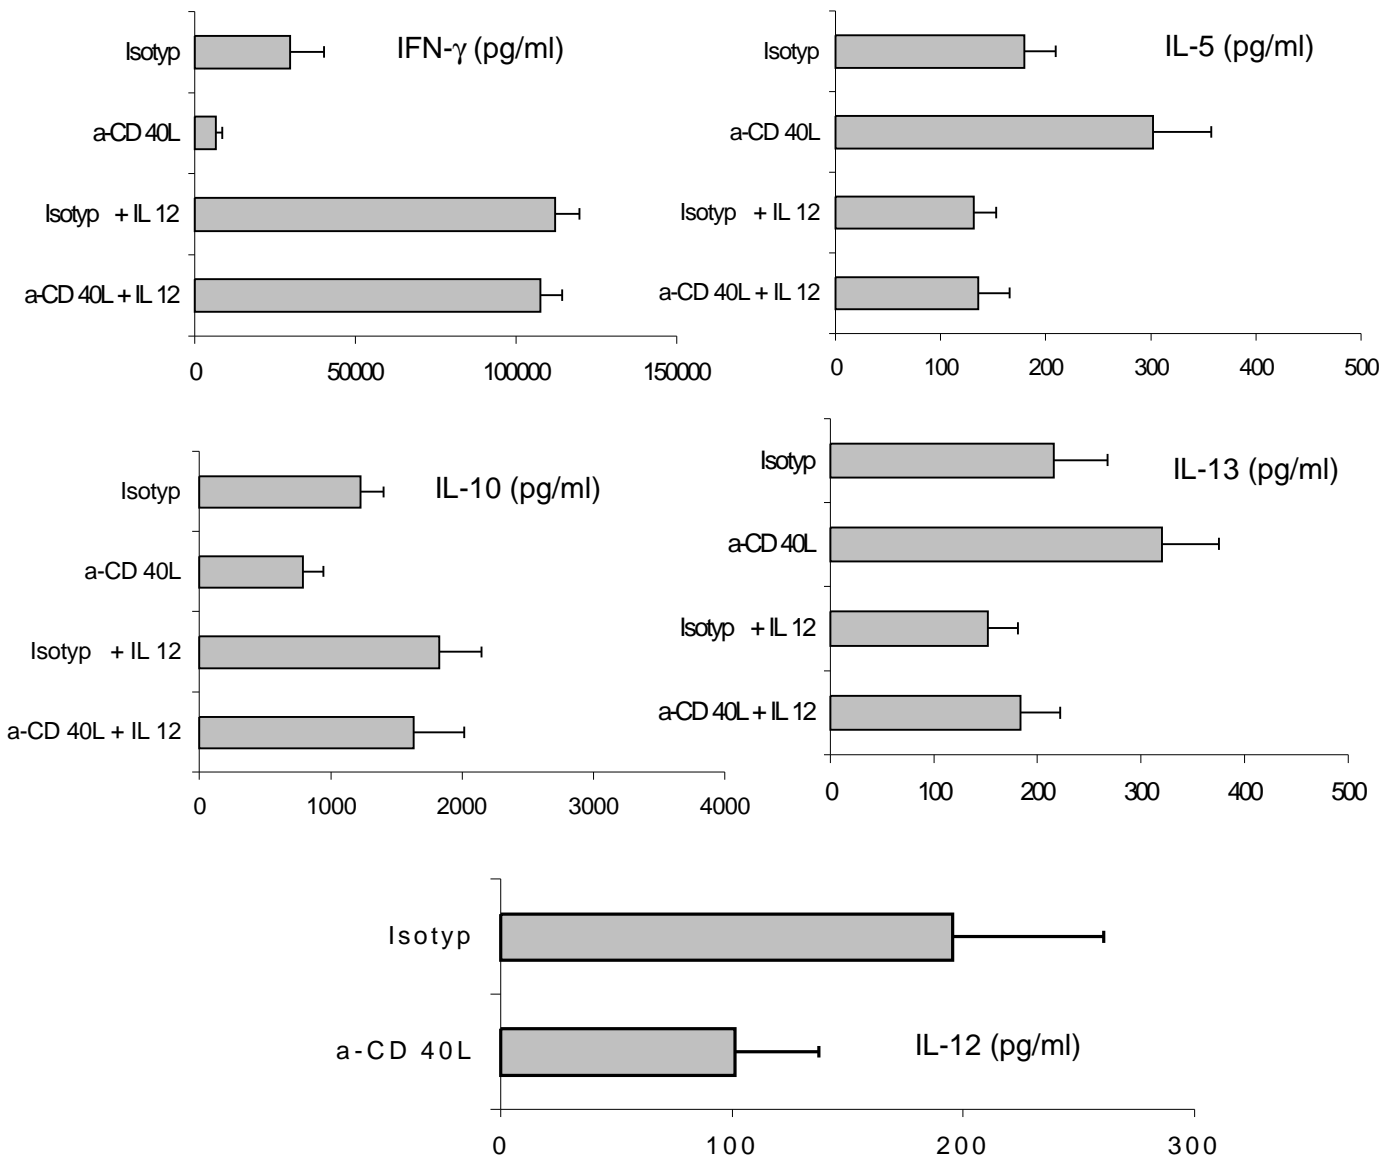 IFN-γ (pg/ml)
Isotyp
a-CD 40L
Isotyp + IL 12
a-CD 40L + IL 12
0 50000 100000 150000
IL-5 (pg/ml)
Isotyp
a-CD 40L
Isotyp + IL 12
a-CD 40L + IL 12
0 100 200 300 400 500
IL-10 (pg/ml)
Isotyp
a-CD 40L
Isotyp + IL 12
a-CD 40L + IL 12
0 1000 2000 3000 4000
IL-13 (pg/ml)
Isotyp
a-CD 40L
Isotyp + IL 12
a-CD 40L + IL 12
0 100 200 300 400 500
Isotyp
a-CD 40L
IL-12 (pg/ml)
0 100 200 300